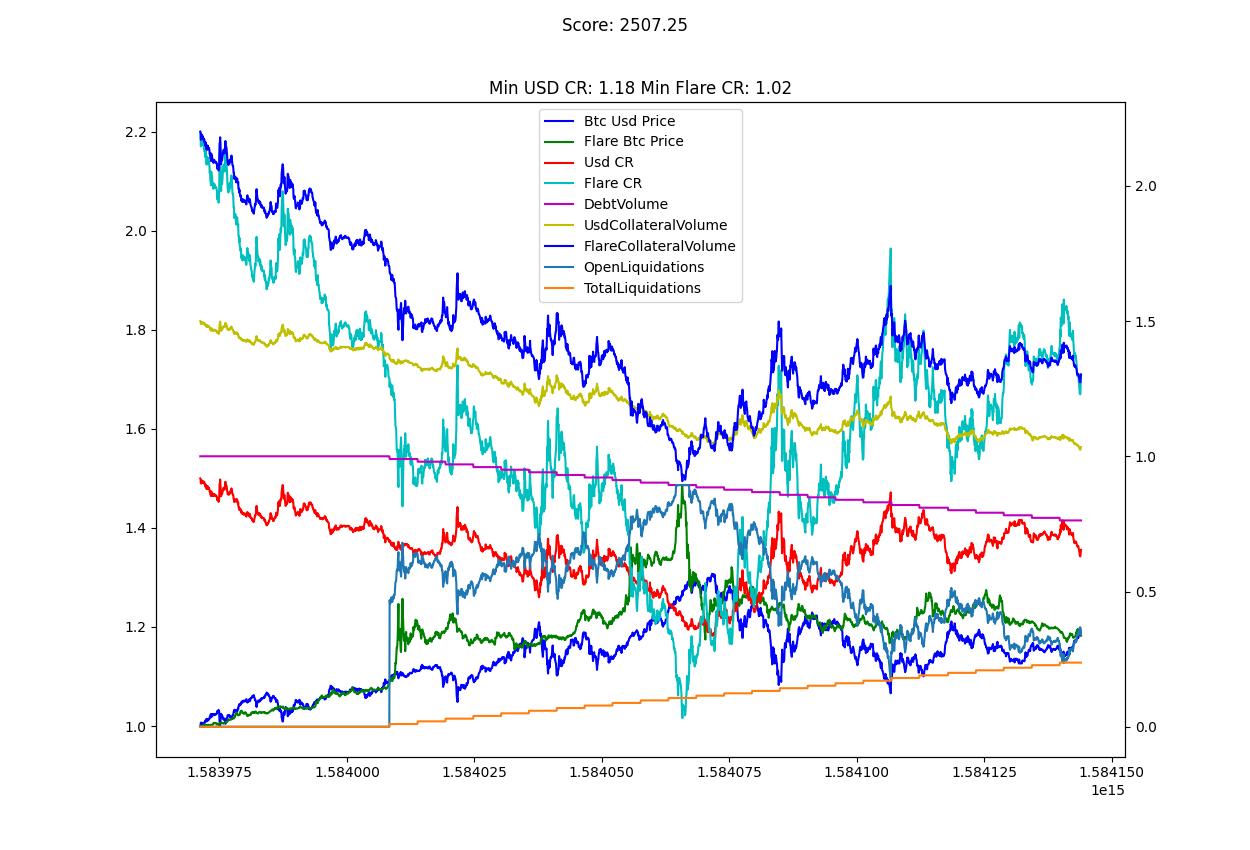 Score: 2507.25
Min USD CR: 1.18 Min Flare CR: 1.02
Btc Usd Price
Flare Btc Price
Usd CR
Flare CR
DebtVolume
UsdCollateralVolume
FlareCollateralVolume
OpenLiquidations
TotalLiquidations
2.2
2.0
1.8
1.6
1.4
1.2
1.0
2.0
1.5
1.0
0.5
0.0
1.583975
1.584000
1.584025
1.584050
1.584075
1.584100
1.584125
1.584150
1e15